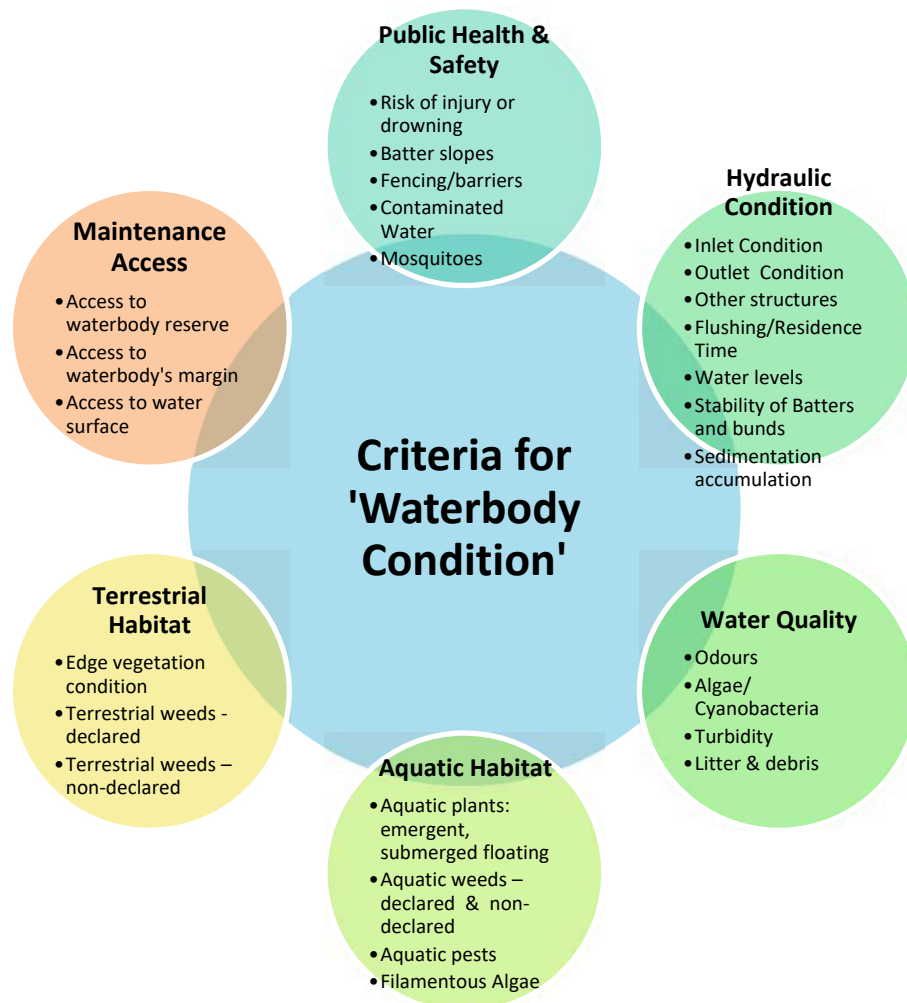 Public Health &
Safety
•Risk of injury or
drowning
•Batter slopes
•Fencing/barriers
•Contaminated
Water
•Mosquitoes
Hydraulic
Condition
•Inlet Condition
•Outlet Condition
•Other structures
•Flushing/Residence
Time
•Water levels
•Stability of Batters
and bunds
•Sedimentation
accumulation
Maintenance
Access
•Access to
waterbody reserve
•Access to
waterbody's margin
•Access to water
surface
Criteria for
'Waterbody
Condition'
Terrestrial
Habitat
•Edge vegetation
condition
•Terrestrial weeds -
declared
•Terrestrial weeds –
non-declared
Water Quality
•Odours
•Algae/
Cyanobacteria
•Turbidity
•Litter & debris
Aquatic Habitat
•Aquatic plants:
emergent,
submerged floating
•Aquatic weeds –
declared & non-
declared
•Aquatic pests
•Filamentous Algae